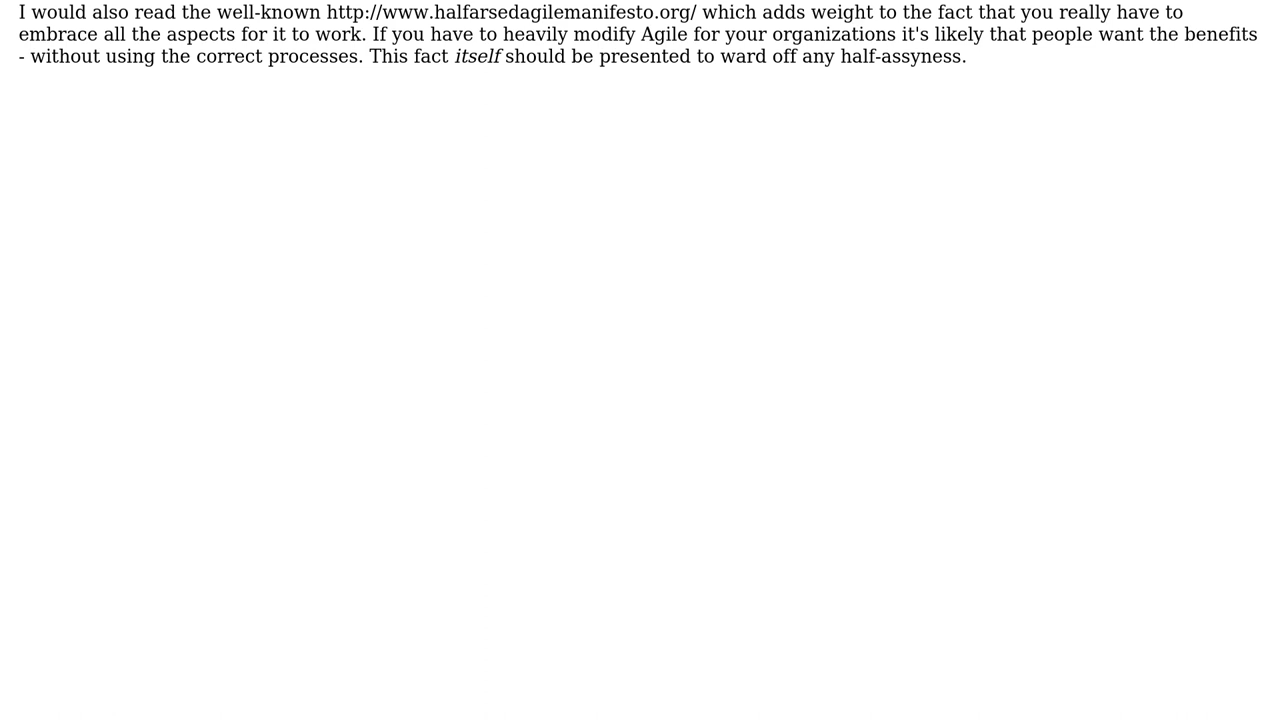 I would also read the well-known http://www.halfarsedagilemanifesto.org/ which adds weight to the fact that you really have to
embrace all the aspects for it to work. If you have to heavily modify Agile for your organizations it's likely that people want the benefits
- without using the correct processes. This fact itself should be presented to ward off any half-assyness.